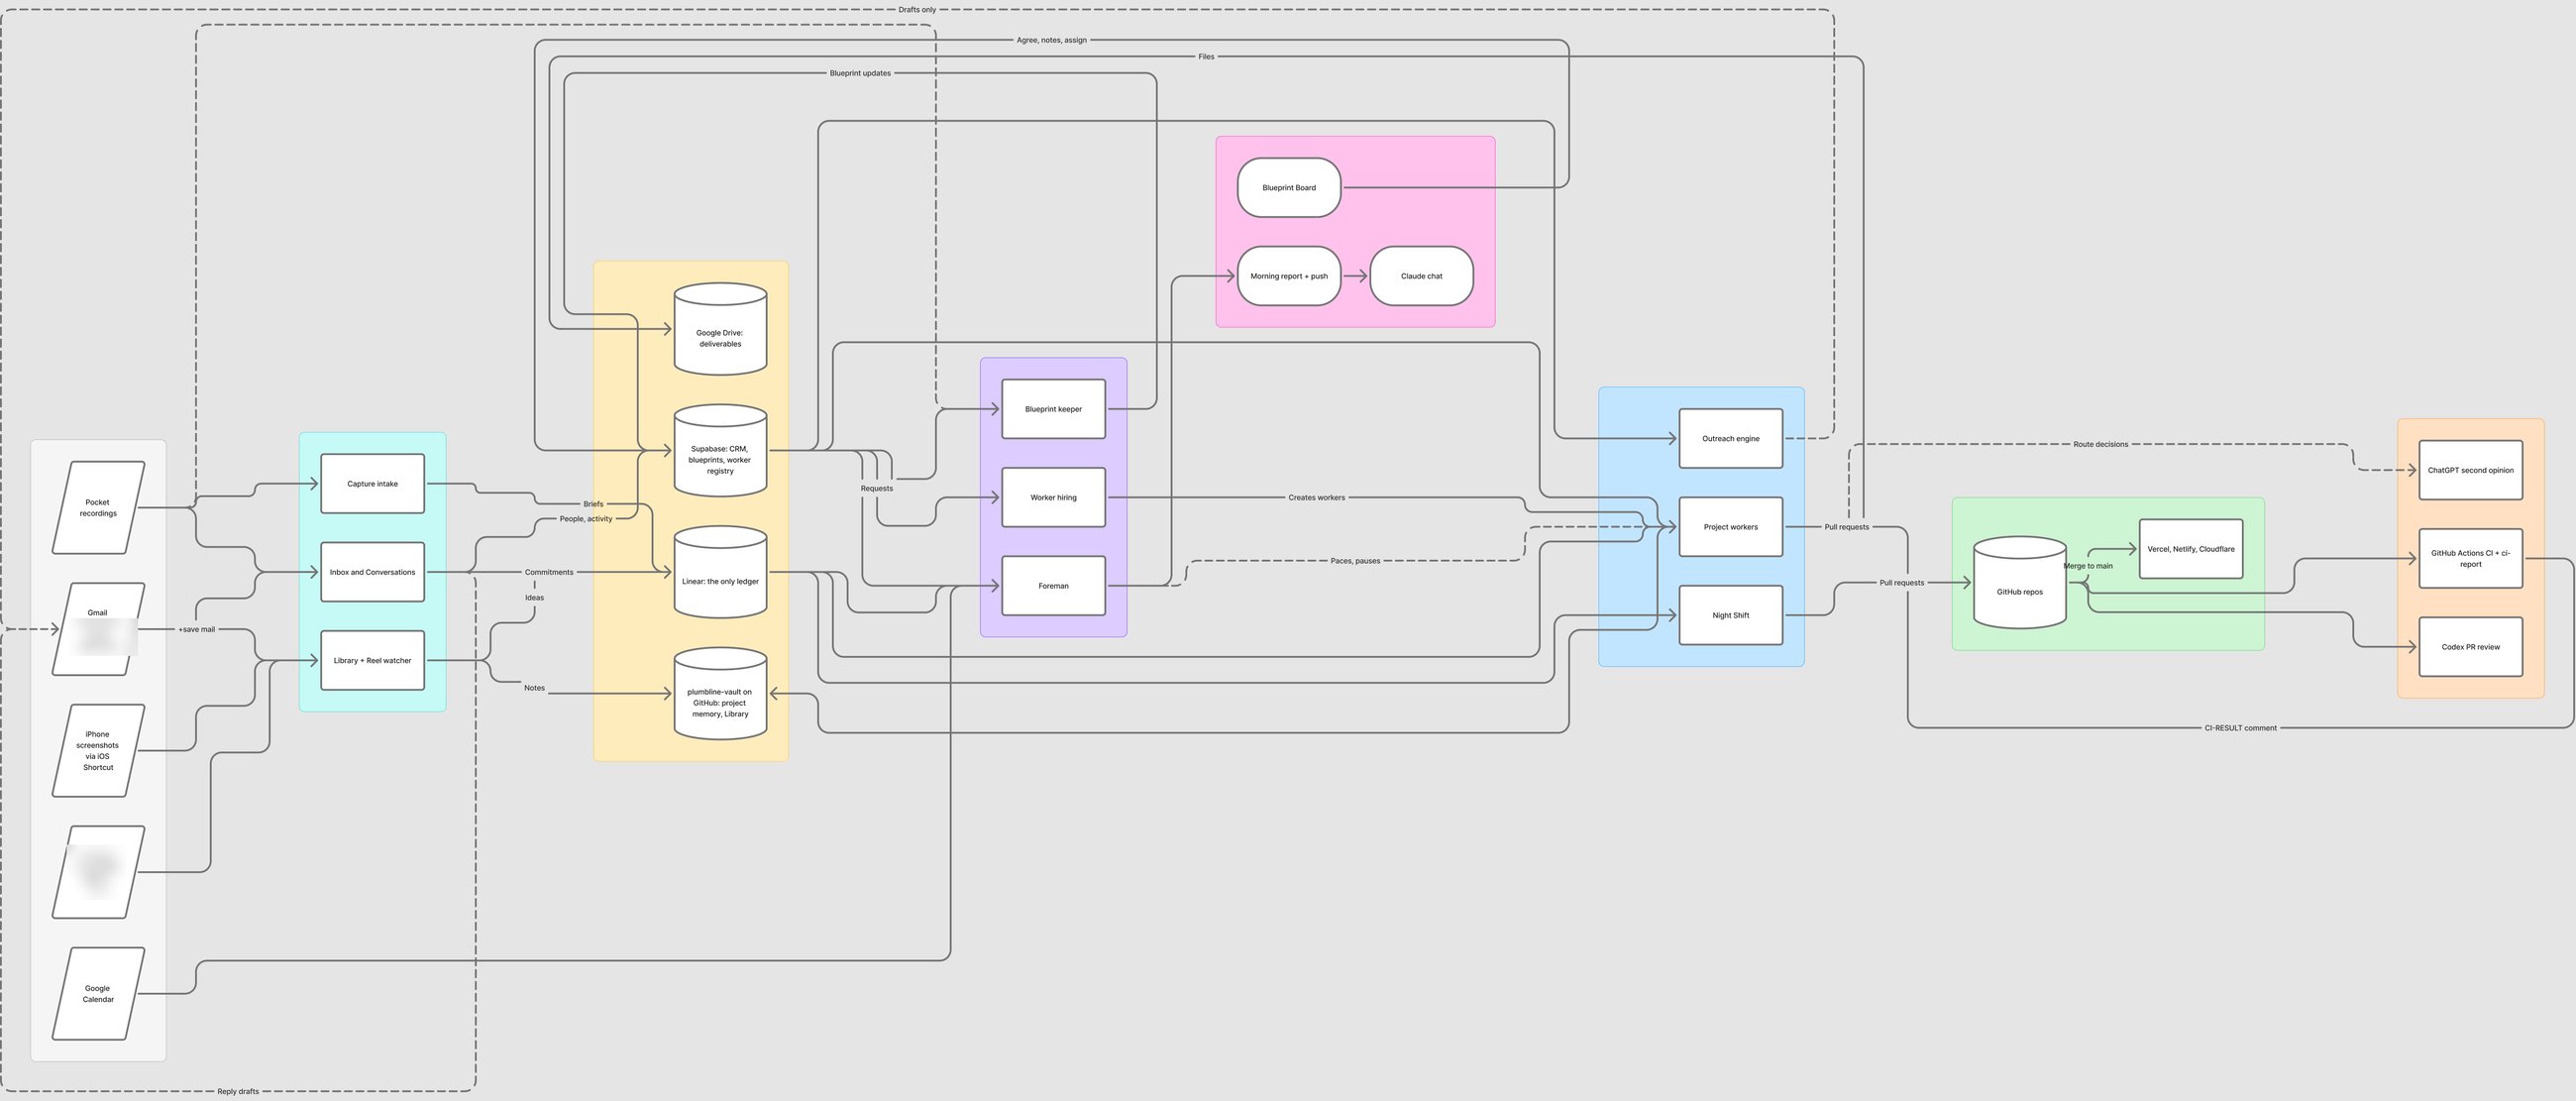 Drafts only
Agree, notes, assign
Files
Blueprint updates
Blueprint Board
Morning report + push
Claude chat
Google Drive:
deliverables
Supabase: CRM,
blueprints, worker
registry
Linear: the only ledger
plumbline-vault on
GitHub: project
memory, Library
Blueprint keeper
Worker hiring
Foreman
Requests
Creates workers
Paces, pauses
Outreach engine
Project workers
Night Shift
Pocket
recordings
Gmail
+save mail
iPhone
screenshots
via iOS
Shortcut
Google
Calendar
Capture intake
Inbox and Conversations
Library + Reel watcher
Briefs
People, activity
Commitments
Ideas
Notes
Reply drafts
Pull requests
Pull requests
Route decisions
GitHub repos
Merge to main
Vercel, Netlify, Cloudflare
ChatGPT second opinion
GitHub Actions CI + ci-
report
Codex PR review
CI-RESULT comment